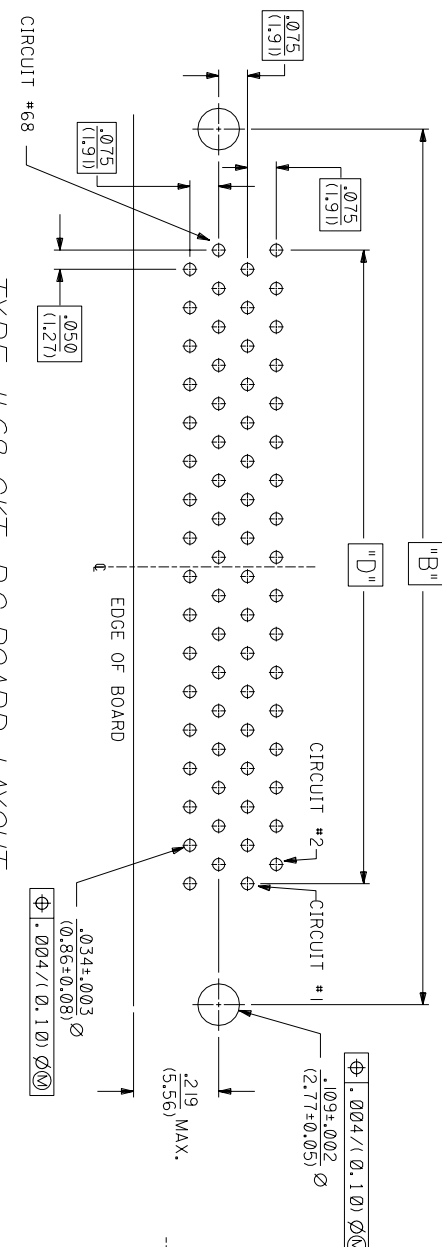 .075
(1.91)
.075
(1.91)
.075
(1.91)
"B"
"D"
CIRCUIT #68
.050
(1.27)
EDGE OF BOARD
CIRCUIT #2
CIRCUIT #1
.034±.003
(0.86±0.08) Ø
⌖ .004/(0.10) Ø Ⓜ
.109±.002
(2.77±0.05) Ø
⌖ .004/(0.10) Ø Ⓜ
.219
(5.56) MAX.